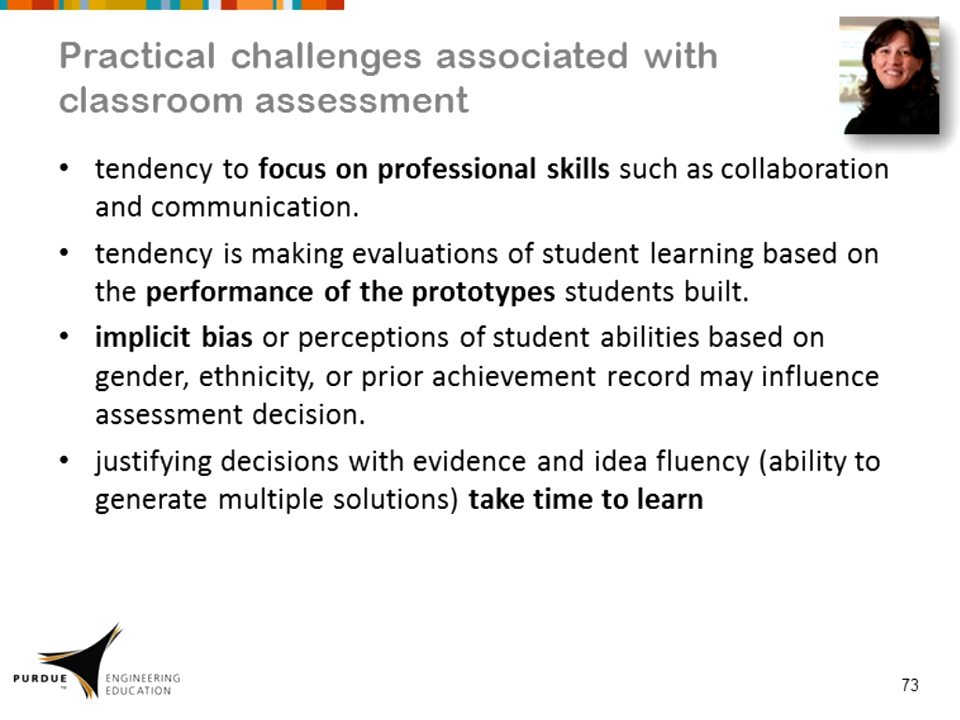 Practical challenges associated with
classroom assessment
• tendency to focus on professional skills such as collaboration
and communication.
• tendency is making evaluations of student learning based on
the performance of the prototypes students built.
• implicit bias or perceptions of student abilities based on
gender, ethnicity, or prior achievement record may influence
assessment decision.
• justifying decisions with evidence and idea fluency (ability to
generate multiple solutions) take time to learn
PURDUE
TM
ENGINEERING
EDUCATION
73